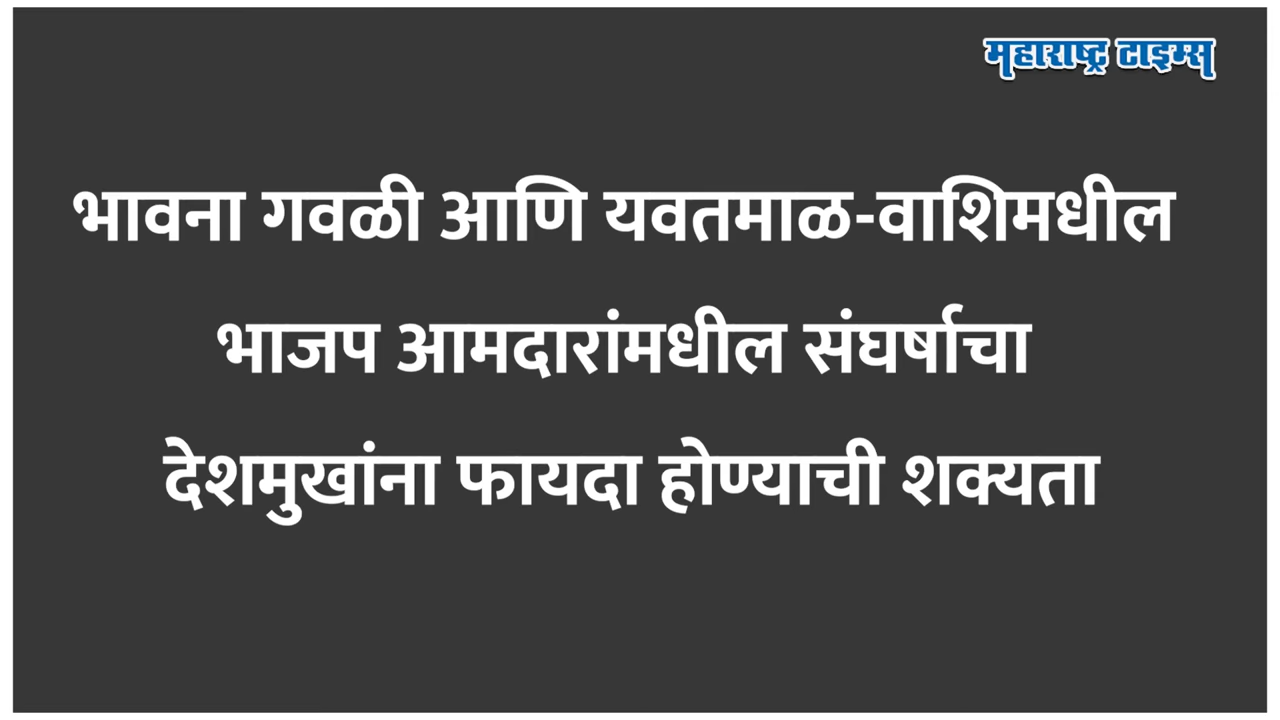 महाराष्ट्र टाइम्स
भावना गवळी आणि यवतमाळ-वाशिमधील
भाजप आमदारांमधील संघर्षाचा
देशमुखांना फायदा होण्याची शक्यता